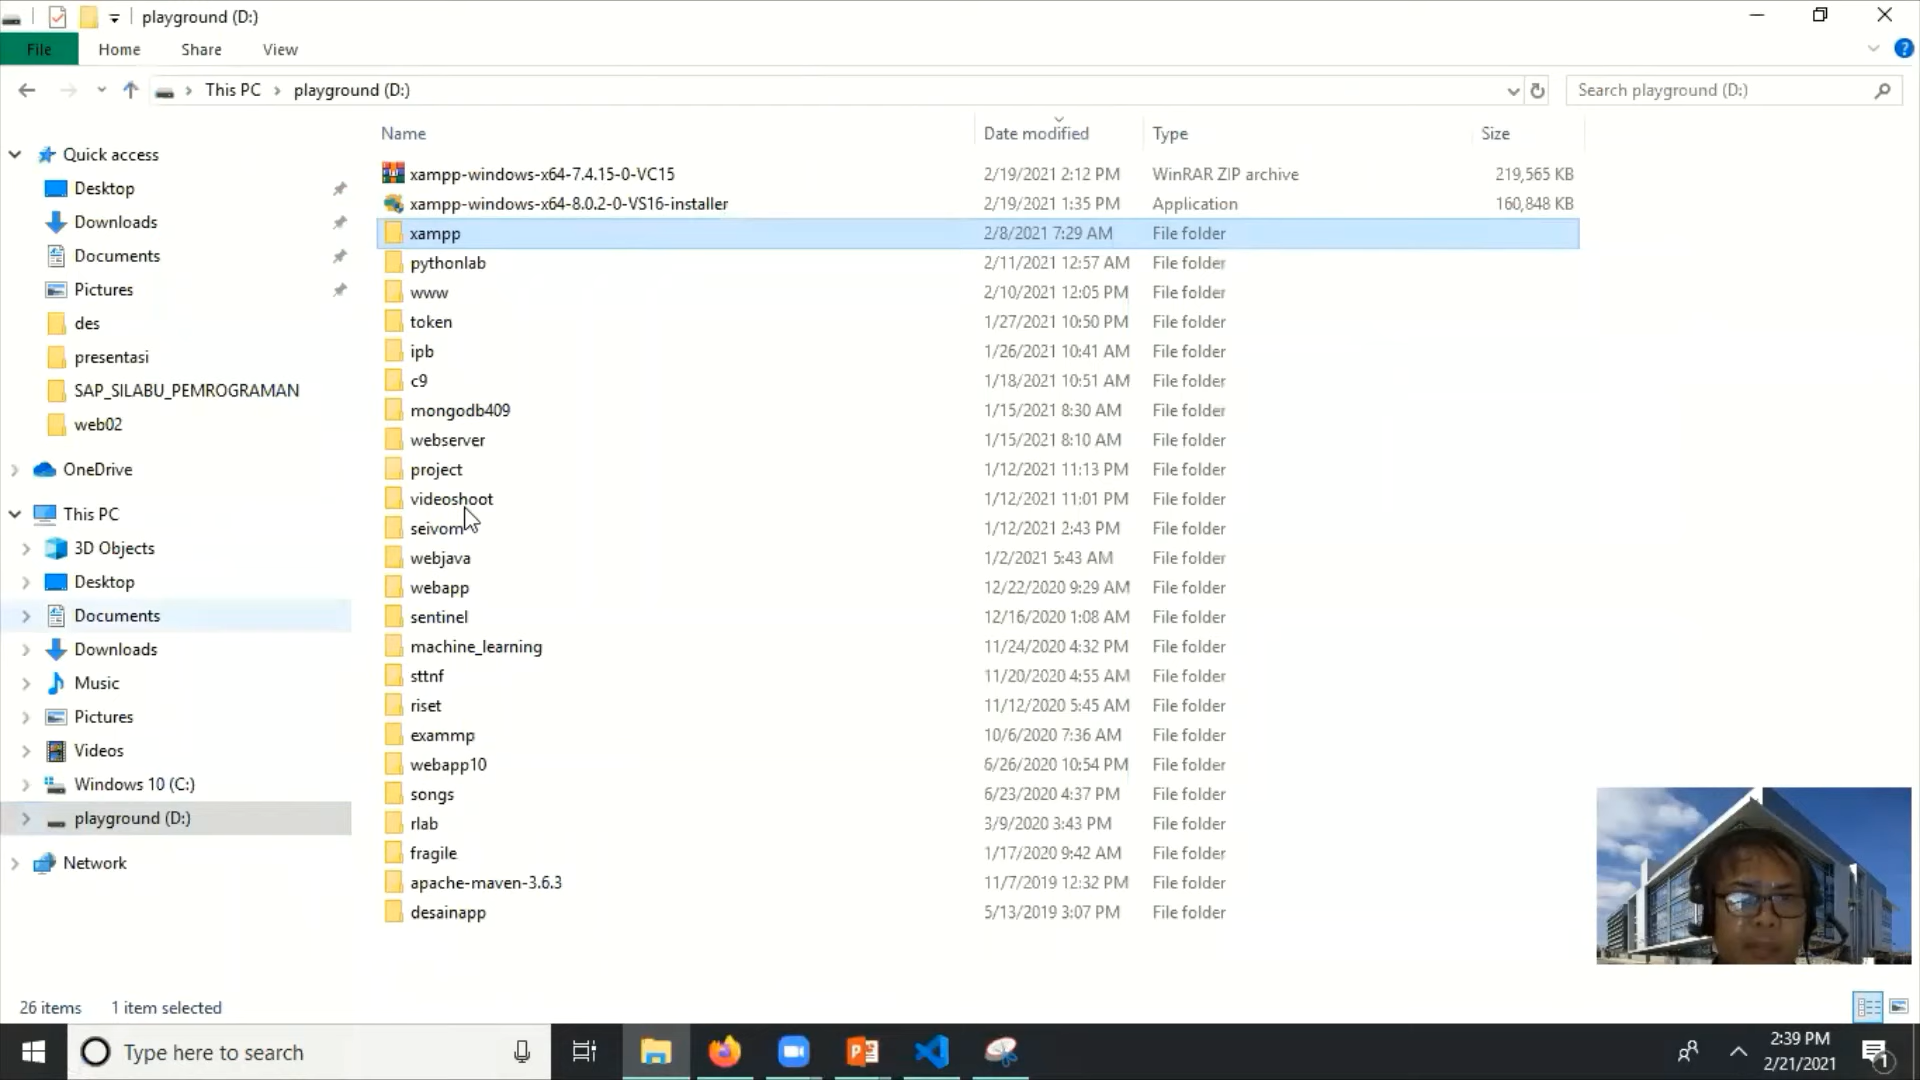 playground (D:)
File Home Share View
This PC playground (D:) Search playground (D:)
Name Date modified Type Size
Quick access
Desktop
Downloads
Documents
Pictures
des
presentasi
SAP_SILABU_PEMROGRAMAN
web02
OneDrive
This PC
3D Objects
Desktop
Documents
Downloads
Music
Pictures
Videos
Windows 10 (C:)
playground (D:)
Network
xampp-windows-x64-7.4.15-0-VC15 2/19/2021 2:12 PM WinRAR ZIP archive 219,565 KB
xampp-windows-x64-8.0.2-0-VS16-installer 2/19/2021 1:35 PM Application 160,848 KB
xampp 2/8/2021 7:29 AM File folder
pythonlab 2/11/2021 12:57 AM File folder
www 2/10/2021 12:05 PM File folder
token 1/27/2021 10:50 PM File folder
ipb 1/26/2021 10:41 AM File folder
c9 1/18/2021 10:51 AM File folder
mongodb409 1/15/2021 8:30 AM File folder
webserver 1/15/2021 8:10 AM File folder
project 1/12/2021 11:13 PM File folder
videoshoot 1/12/2021 11:01 PM File folder
seivom 1/12/2021 2:43 PM File folder
webjava 1/2/2021 5:43 AM File folder
webapp 12/22/2020 9:29 AM File folder
sentinel 12/16/2020 1:08 AM File folder
machine_learning 11/24/2020 4:32 PM File folder
sttnf 11/20/2020 4:55 AM File folder
riset 11/12/2020 5:45 AM File folder
exammp 10/6/2020 7:36 AM File folder
webapp10 6/26/2020 10:54 PM File folder
songs 6/23/2020 4:37 PM File folder
rlab 3/9/2020 3:43 PM File folder
fragile 1/17/2020 9:42 AM File folder
apache-maven-3.6.3 11/7/2019 12:32 PM File folder
desainapp 5/13/2019 3:07 PM File folder
26 items 1 item selected
Type here to search
2:39 PM
2/21/2021
1